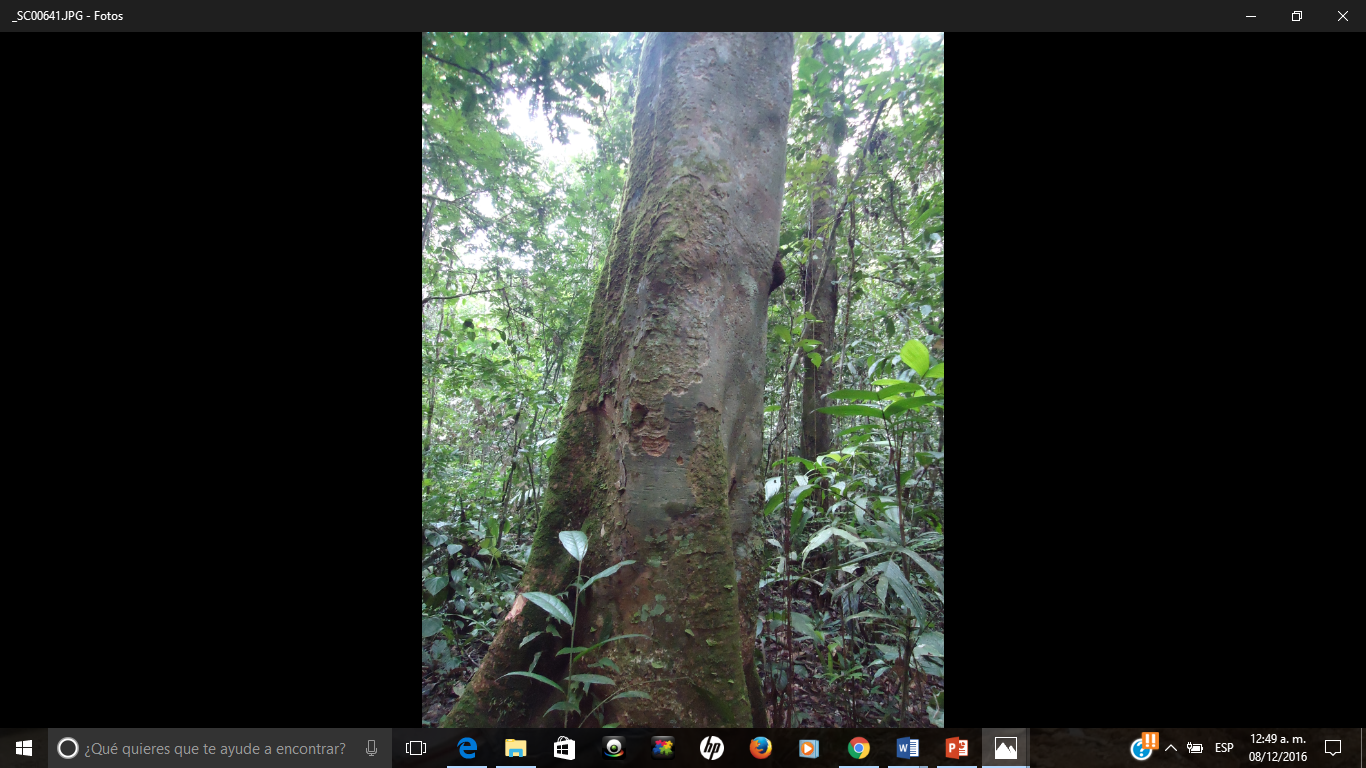 _SC00641.JPG - Fotos
¿Qué quieres que te ayude a encontrar?
hp
ESP
12:49 a. m.
08/12/2016